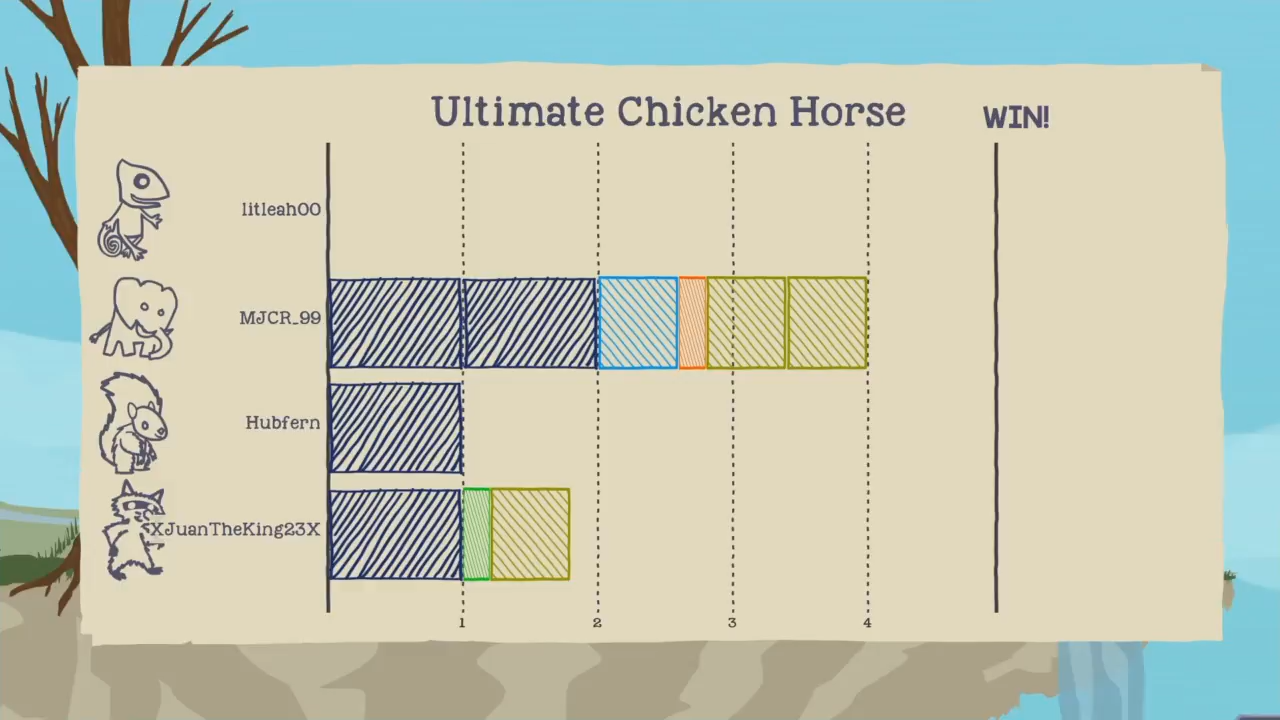 Ultimate Chicken Horse
WIN!
litleah00
MJCR_99
Hubfern
XJuanTheKing23X
1 2 3 4